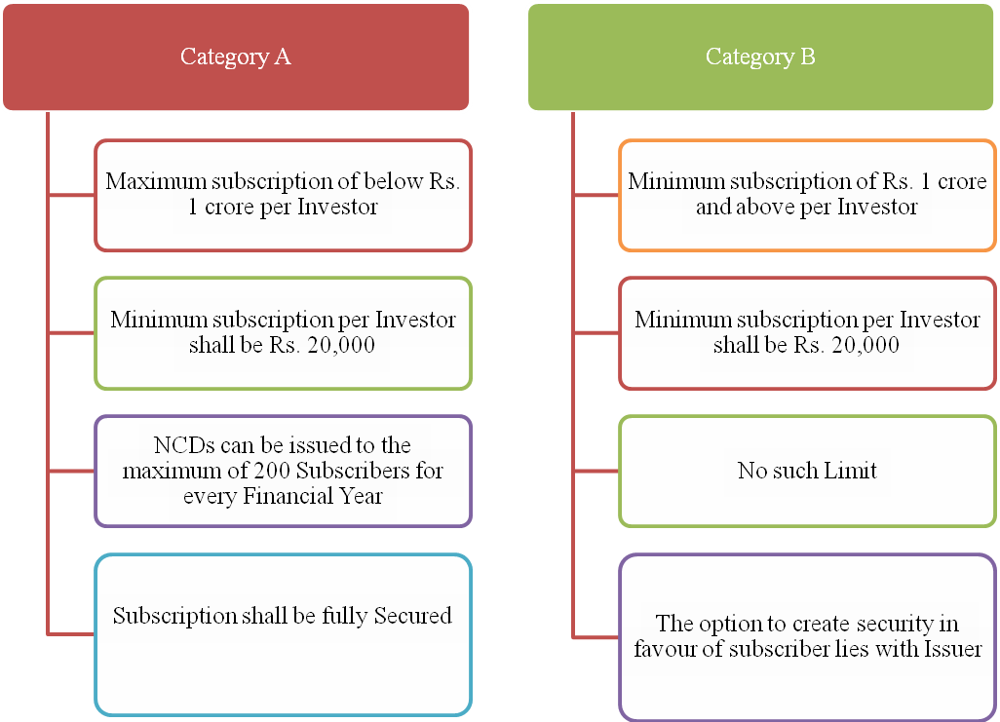 Category A
Maximum subscription of below Rs.
1 crore per Investor
Minimum subscription per Investor
shall be Rs. 20,000
NCDs can be issued to the
maximum of 200 Subscribers for
every Financial Year
Subscription shall be fully Secured
Category B
Minimum subscription of Rs. 1 crore
and above per Investor
Minimum subscription per Investor
shall be Rs. 20,000
No such Limit
The option to create security in
favour of subscriber lies with Issuer